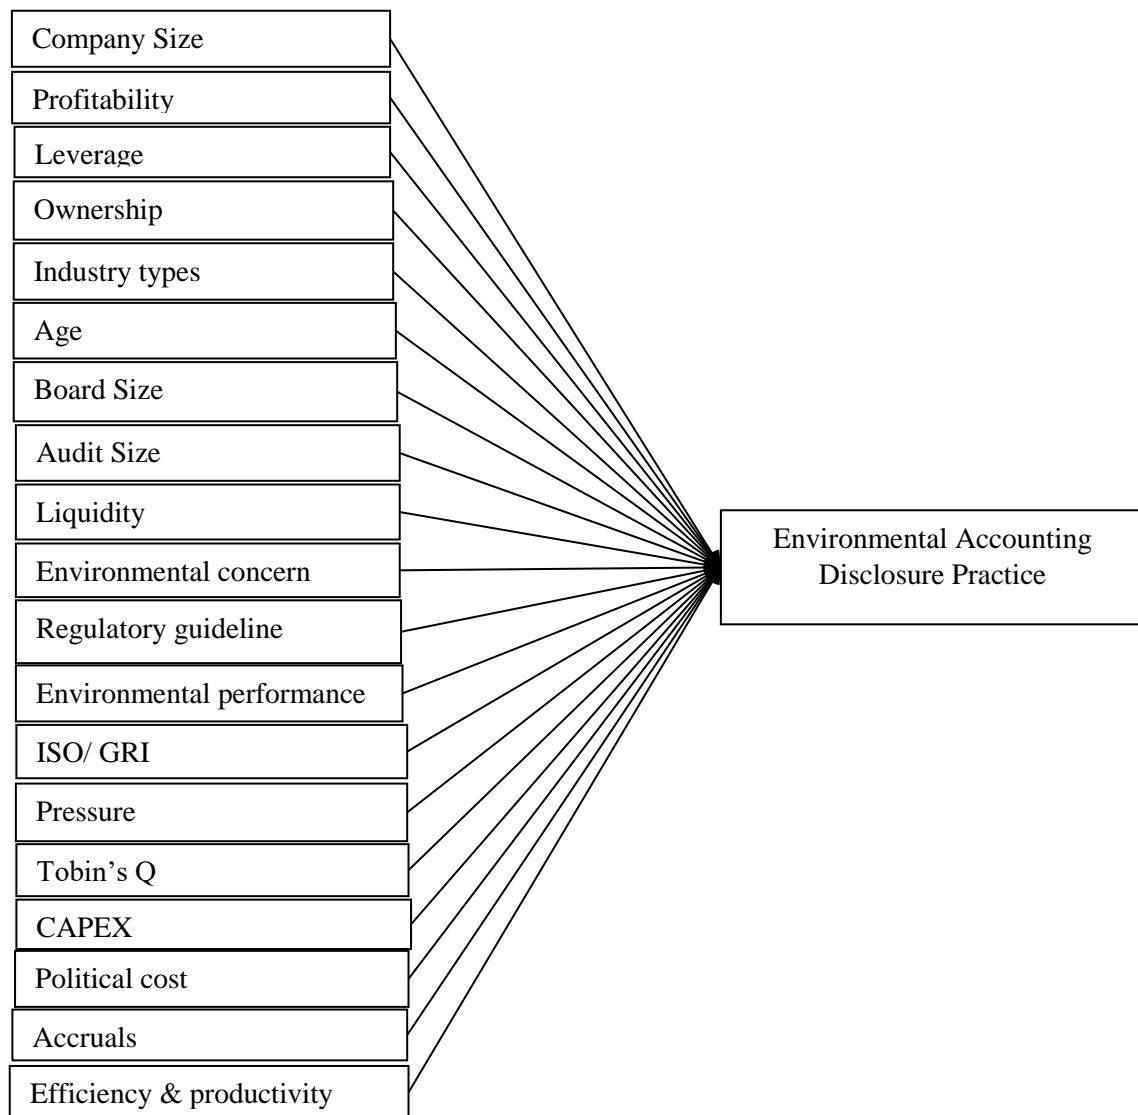 Company Size
Profitability
Leverage
Ownership
Industry types
Age
Board Size
Audit Size
Liquidity
Environmental concern
Regulatory guideline
Environmental performance
ISO/ GRI
Pressure
Tobin’s Q
CAPEX
Political cost
Accruals
Efficiency & productivity
Environmental Accounting
Disclosure Practice